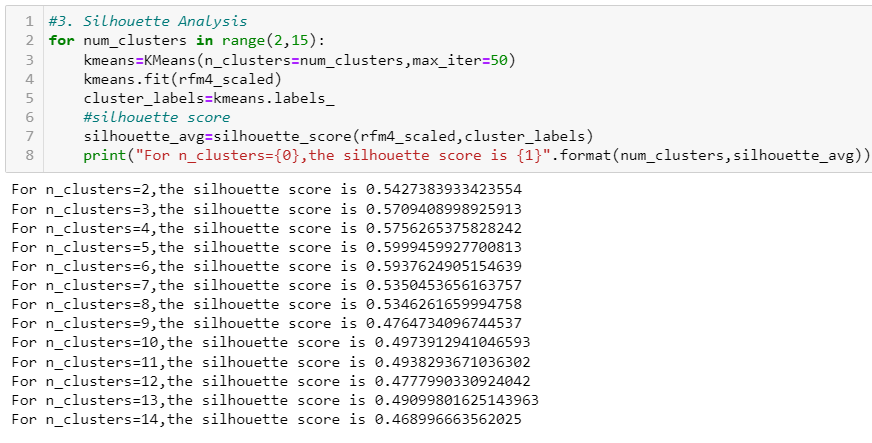 1 #3. Silhouette Analysis
2 for num_clusters in range(2,15):
3     kmeans=KMeans(n_clusters=num_clusters,max_iter=50)
4     kmeans.fit(rfm4_scaled)
5     cluster_labels=kmeans.labels_
6     #silhouette score
7     silhouette_avg=silhouette_score(rfm4_scaled,cluster_labels)
8     print("For n_clusters={0},the silhouette score is {1}".format(num_clusters,silhouette_avg))
For n_clusters=2,the silhouette score is 0.5427383933423554
For n_clusters=3,the silhouette score is 0.5709408998925913
For n_clusters=4,the silhouette score is 0.5756265375828242
For n_clusters=5,the silhouette score is 0.5999459927700813
For n_clusters=6,the silhouette score is 0.5937624905154639
For n_clusters=7,the silhouette score is 0.5350453656163757
For n_clusters=8,the silhouette score is 0.5346261659994758
For n_clusters=9,the silhouette score is 0.4764734096744537
For n_clusters=10,the silhouette score is 0.4973912941046593
For n_clusters=11,the silhouette score is 0.4938293671036302
For n_clusters=12,the silhouette score is 0.4777990330924042
For n_clusters=13,the silhouette score is 0.49099801625143963
For n_clusters=14,the silhouette score is 0.468996663562025